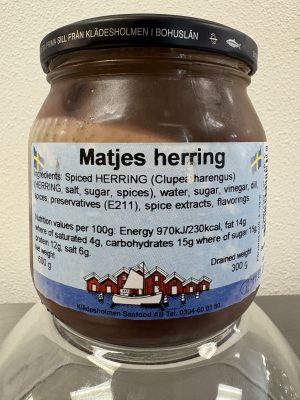 PRIMA SILL FRÅN KLÄDESHOLMEN I BOHUSLÄN
Matjes herring
Ingredients: Spiced HERRING (Clupea harengus)
(HERRING, salt, sugar, spices), water, sugar, vinegar, dill,
spices, preservatives (E211), spice extracts, flavorings
Nutrition values per 100g: Energy 970kJ/230kcal, fat 14g
where of saturated 4g, carbohydrates 15g where of sugar 15g
protein 12g, salt 6g.
Net weight
600 g
Drained weight
300 g
Klädesholmen Seafood AB Tel. 0304-60 01 80